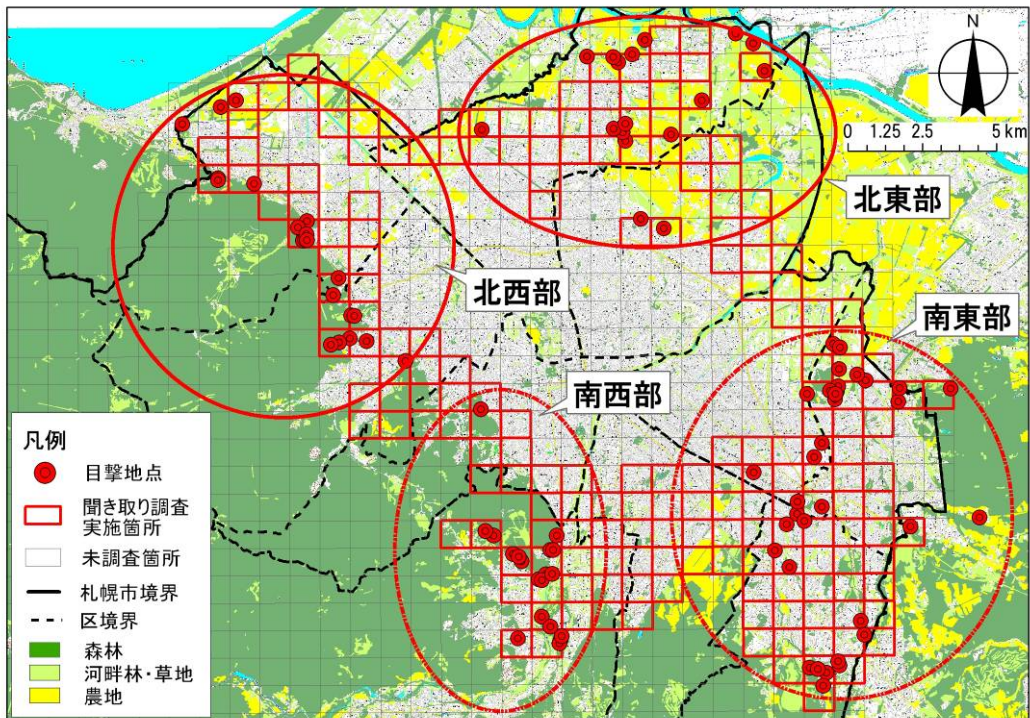 N
0 1.25 2.5 5 km
北東部
北西部
南東部
南西部
凡例
目撃地点
聞き取り調査
実施箇所
未調査箇所
札幌市境界
区境界
森林
河畔林・草地
農地